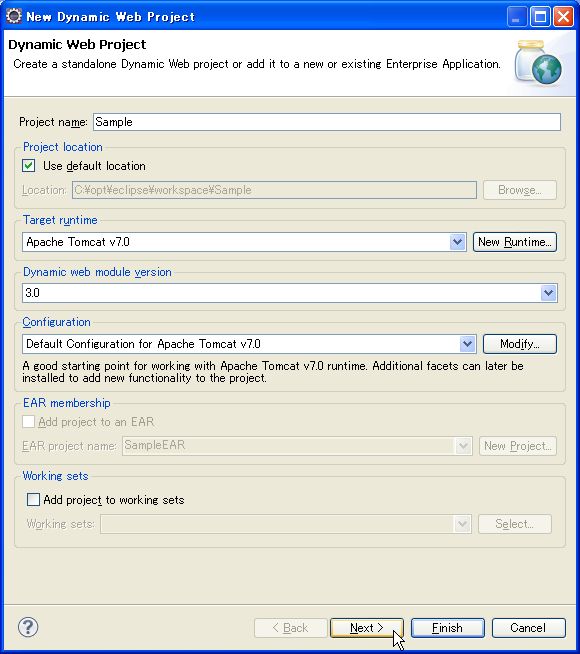 New Dynamic Web Project
Dynamic Web Project
Create a standalone Dynamic Web project or add it to a new or existing Enterprise Application.
Project name: Sample
Project location
Use default location
Location: C:¥opt¥eclipse¥workspace¥Sample Browse...
Target runtime
Apache Tomcat v7.0 New Runtime...
Dynamic web module version
3.0
Configuration
Default Configuration for Apache Tomcat v7.0 Modify...
A good starting point for working with Apache Tomcat v7.0 runtime. Additional facets can later be
installed to add new functionality to the project.
EAR membership
Add project to an EAR
EAR project name: SampleEAR New Project...
Working sets
Add project to working sets
Working sets: Select...
? < Back Next > Finish Cancel